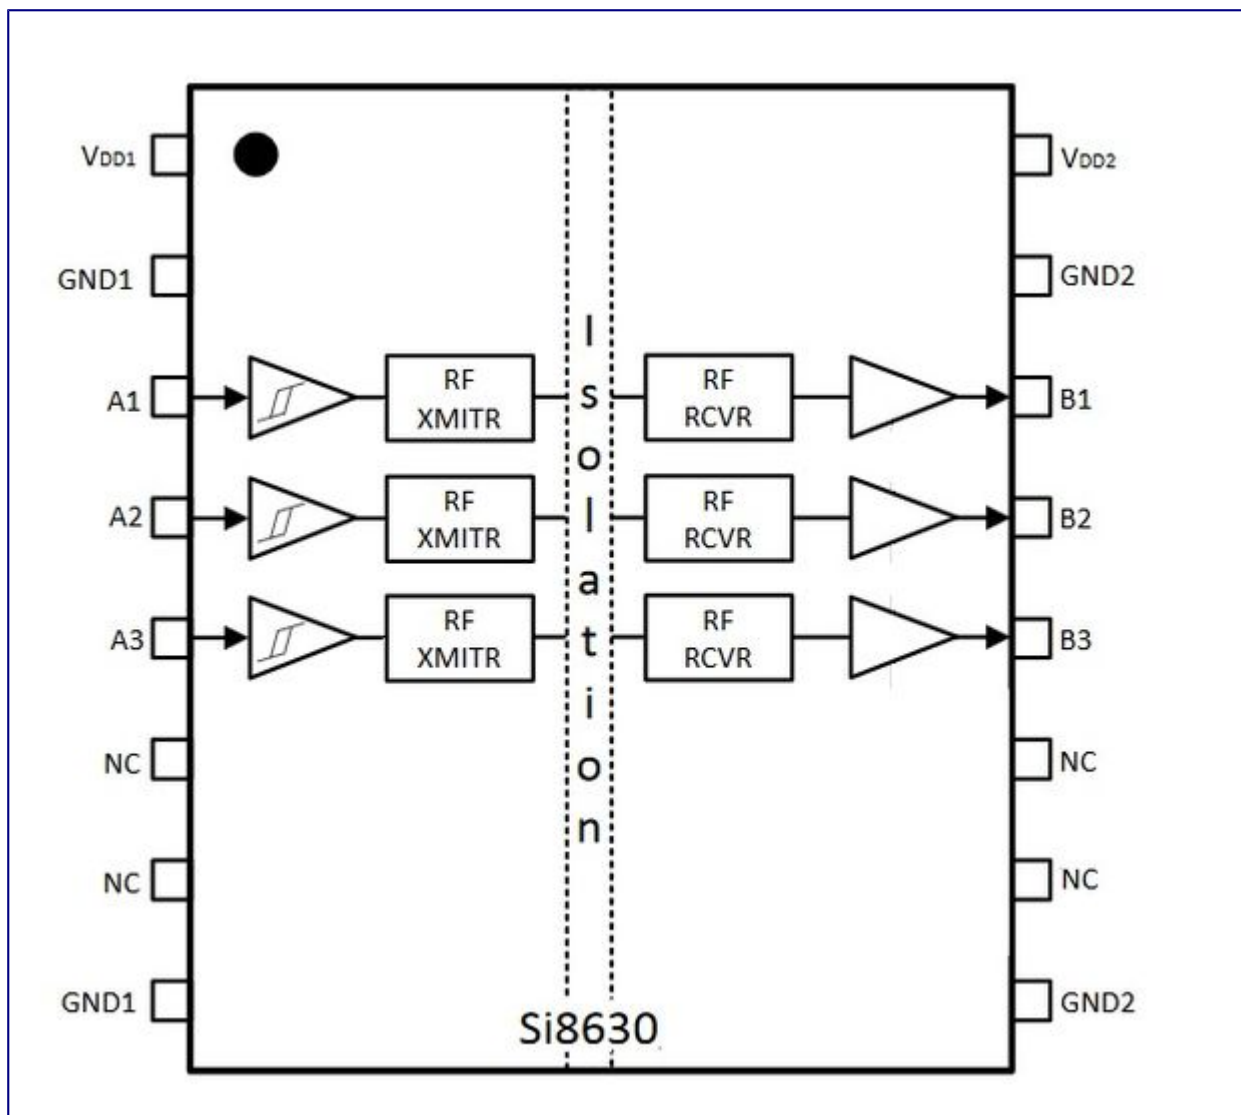 VDD1
VDD2
GND1
GND2
A1
RF
XMITR
RF
RCVR
B1
A2
RF
XMITR
RF
RCVR
B2
A3
RF
XMITR
RF
RCVR
B3
Isolation
NC
NC
NC
NC
GND1
GND2
Si8630